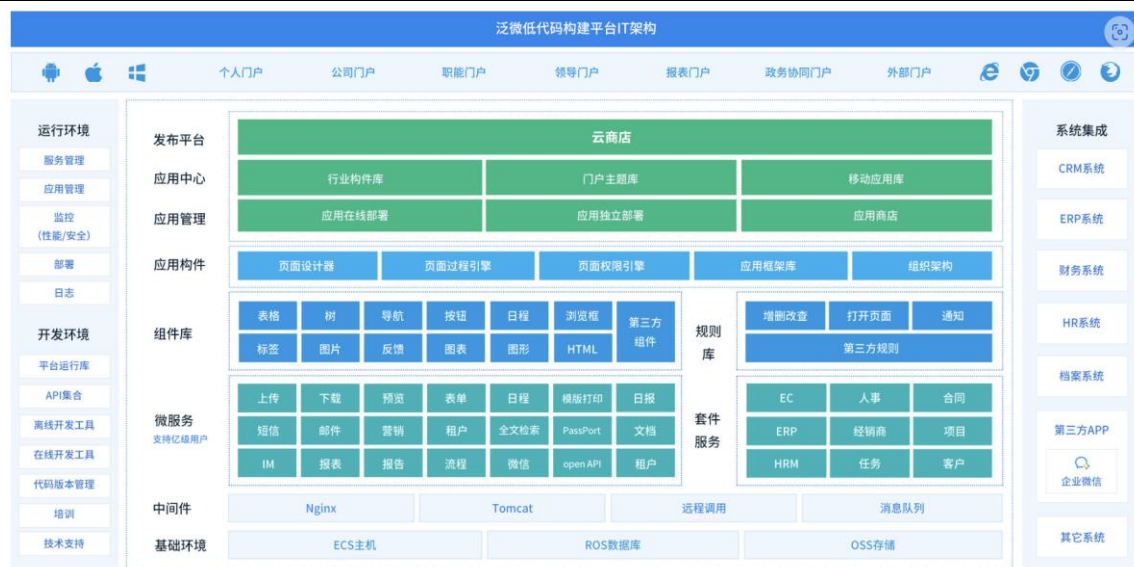 泛微低代码构建平台IT架构
个人门户 公司门户 职能门户 领导门户 报表门户 政务协同门户 外部门户
运行环境
服务管理
应用管理
监控
(性能/安全)
部署
日志
开发环境
平台运行库
API集合
离线开发工具
在线开发工具
代码版本管理
培训
技术支持
发布平台
云商店
应用中心
行业构件库 门户主题库 移动应用库
应用管理
应用在线部署 应用独立部署 应用商店
应用构件
页面设计器 页面过程引擎 页面权限引擎 应用框架库 组织架构
组件库
表格 树 导航 按钮 日程 浏览框
标签 图片 反馈 图表 图形 HTML
第三方
组件
规则
库
增删改查 打开页面 通知
第三方规则
微服务
支持亿级用户
上传 下载 预览 表单 日程 模版打印 日报
短信 邮件 营销 租户 全文检索 PassPort 文档
IM 报表 报告 流程 微信 open API 租户
套件
服务
EC 人事 合同
ERP 经销商 项目
HRM 任务 客户
中间件
Nginx Tomcat 远程调用 消息队列
基础环境
ECS主机 ROS数据库 OSS存储
系统集成
CRM系统
ERP系统
财务系统
HR系统
档案系统
第三方APP
企业微信
其它系统